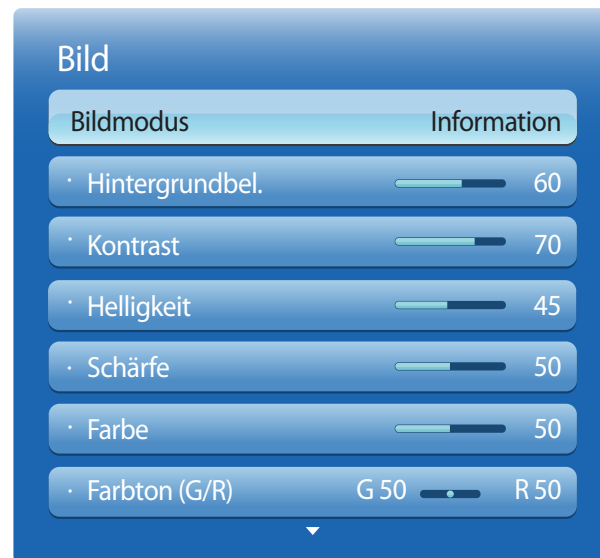 Bild
Bildmodus Information
· Hintergrundbel. 60
· Kontrast 70
· Helligkeit 45
· Schärfe 50
· Farbe 50
· Farbton (G/R) G 50 R 50